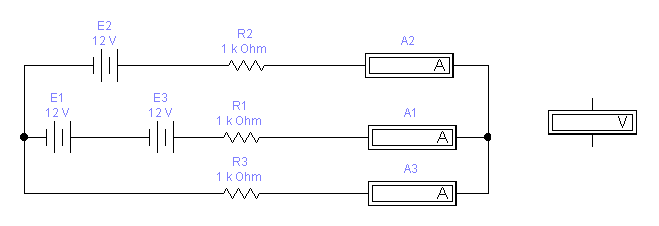 E2
12 V
R2
1 k Ohm
A2
A
E1
12 V
E3
12 V
R1
1 k Ohm
A1
A
V
R3
1 k Ohm
A3
A